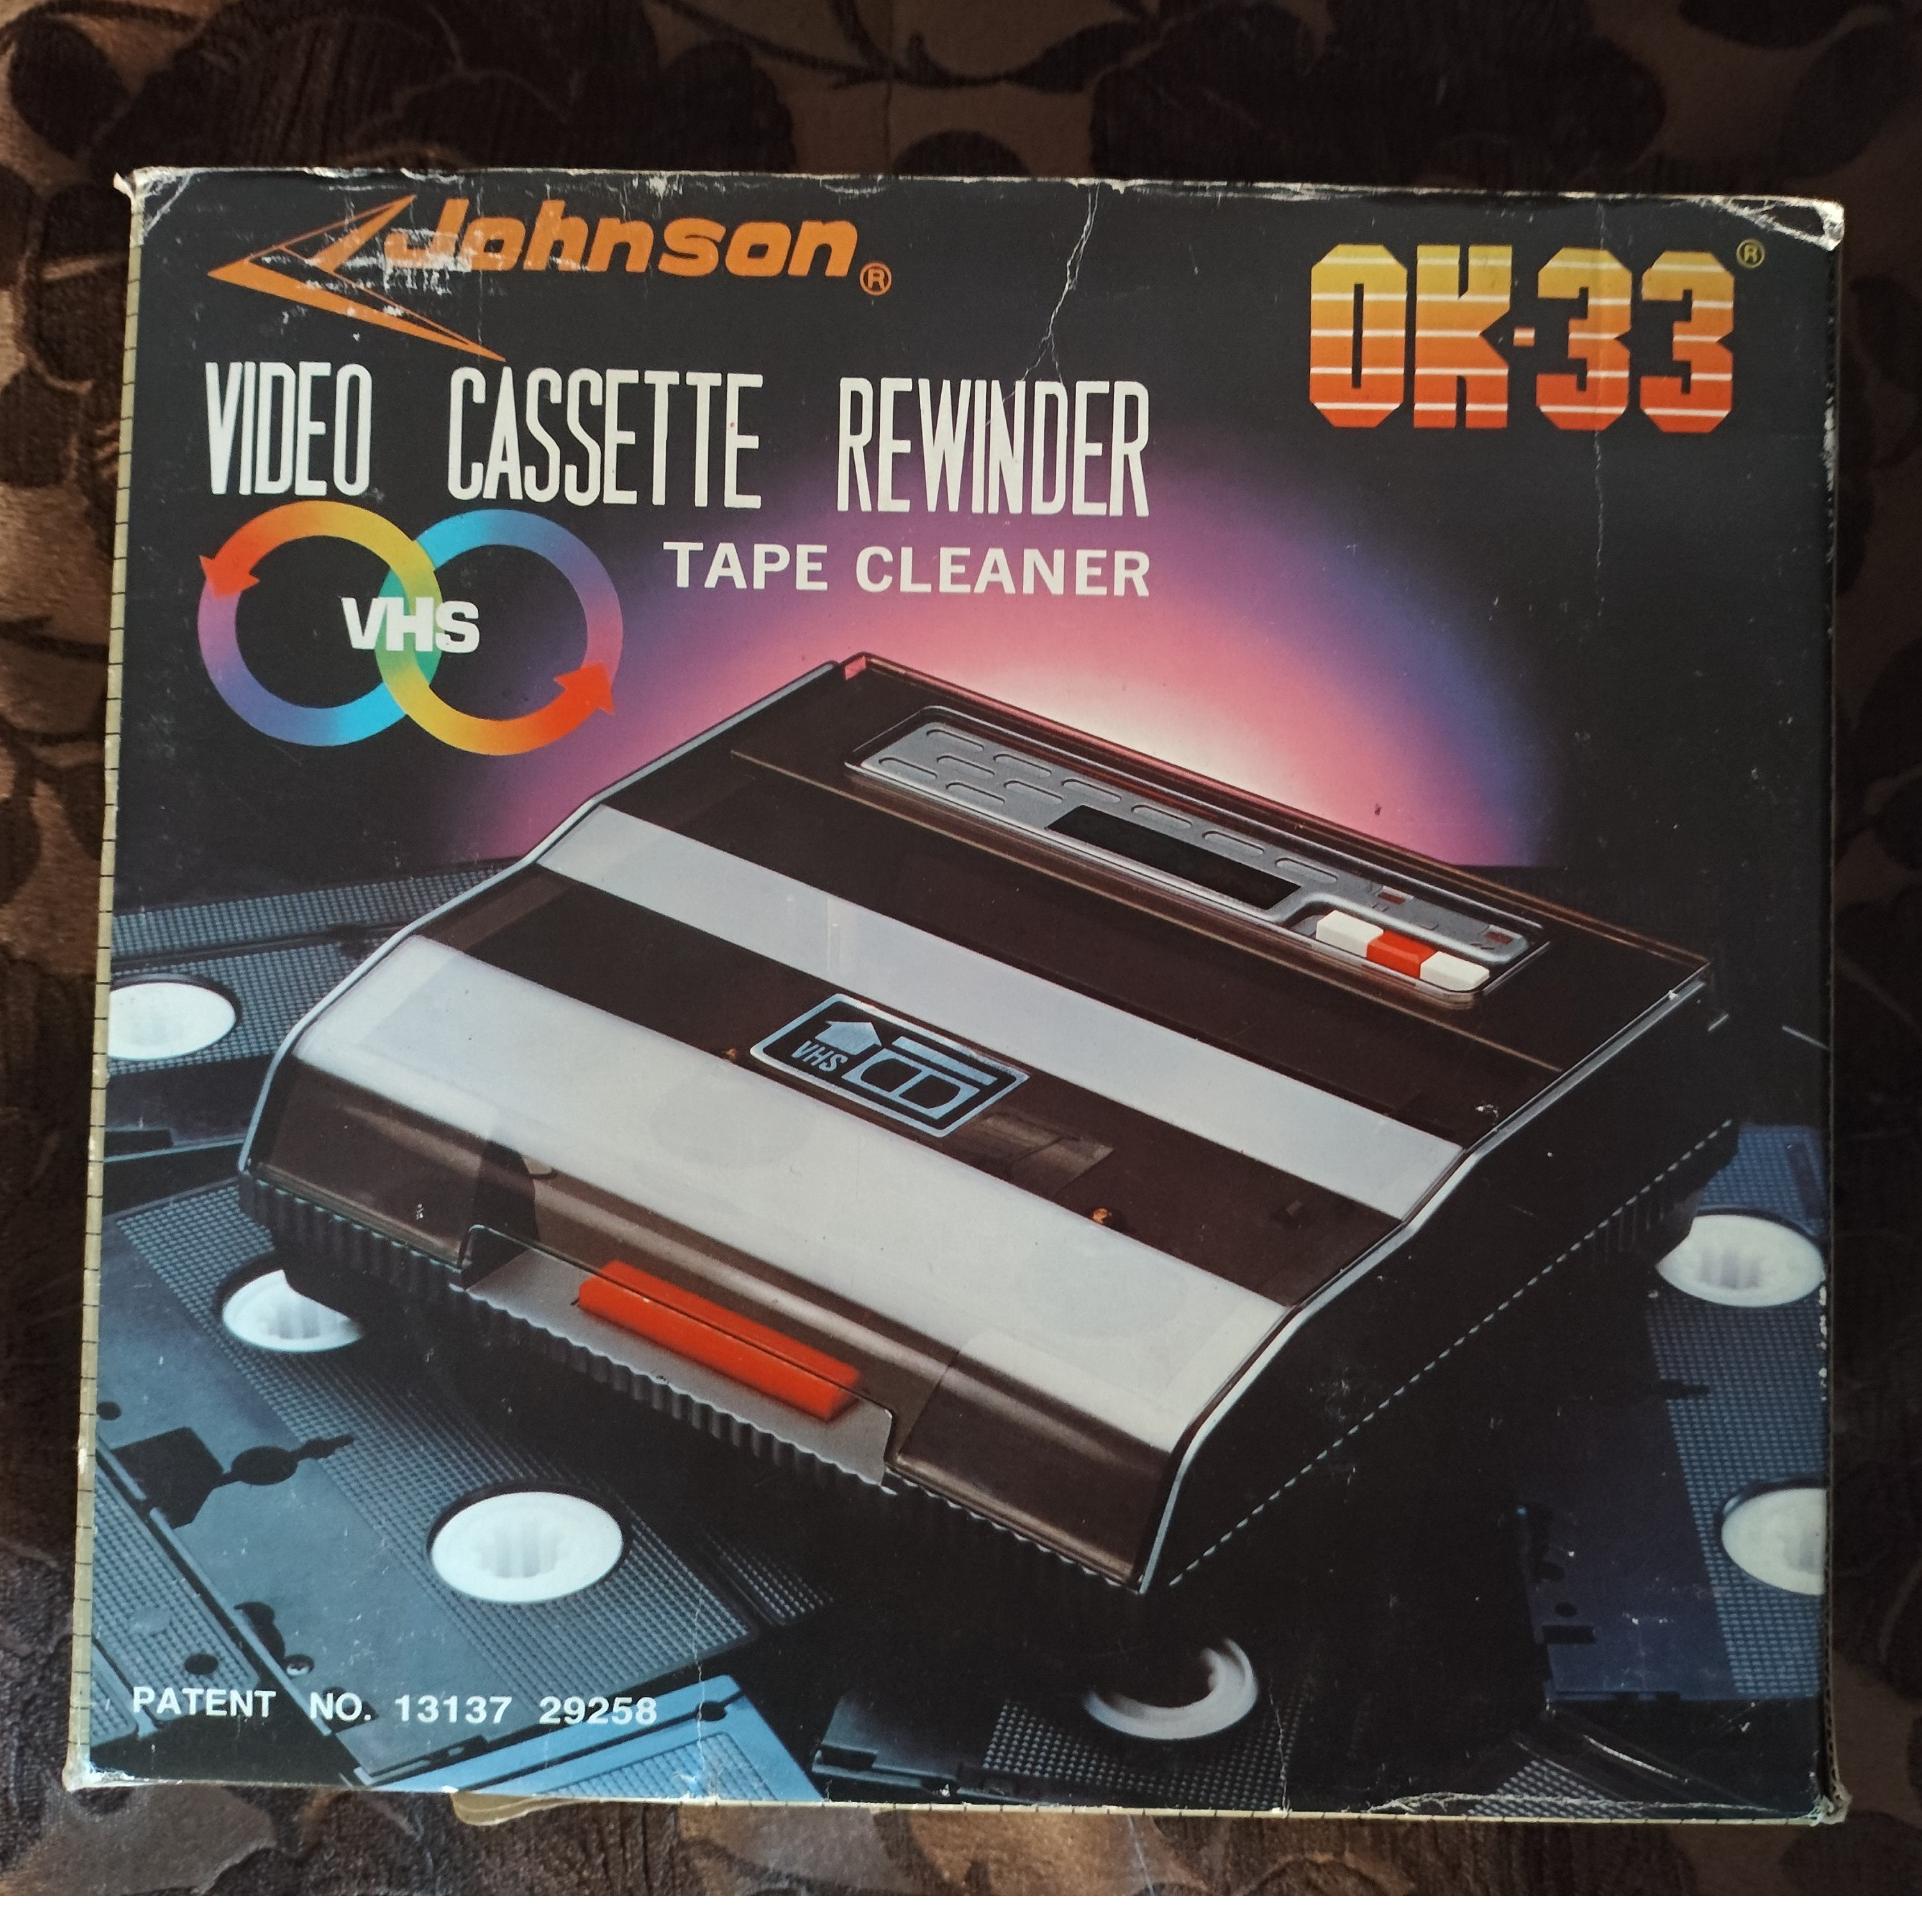 Johnson®
OK-33®
VIDEO CASSETTE REWINDER
TAPE CLEANER
VHS
VHS
PATENT NO. 13137 29258